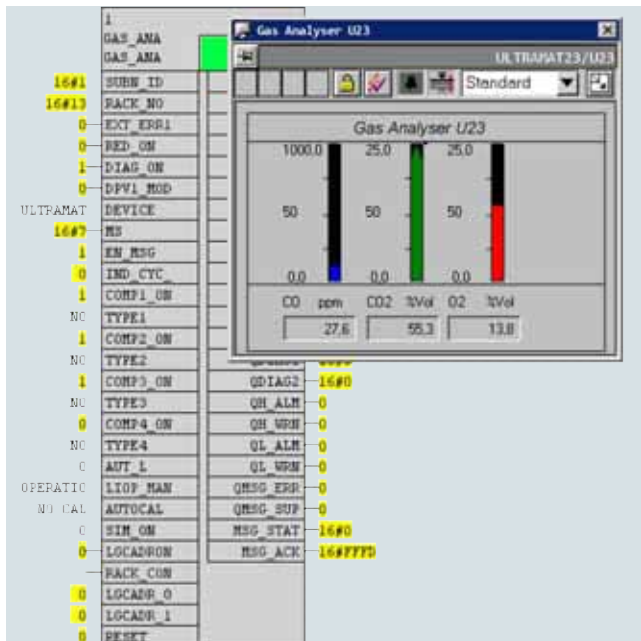 1
GAS_ANA
GAS_ANA
Gas Analyser U23
ULTRAMAT23/U23
Standard
Gas Analyser U23
1000,0 25,0 25,0
50 50 50
0,0 0,0 0,0
CO ppm CO2 %Vol O2 %Vol
27,6 55,3 13,8
16#1 SUBN_ID
16#13 RACK_NO
0 EXT_ERR1
0 RED_ON
1 DIAG_ON
0 DPV1_MOD
ULTRAMAT DEVICE
16#7 MS
1 EN_MSG
0 IND_CYC_
1 COMP1_ON
NO TYPE1
1 COMP2_ON
NO TYPE2
1 COMP3_ON QDIAG2 16#0
NO TYPE3 QH_ALM 0
0 COMP4_ON QH_WRN 0
NO TYPE4 QL_ALM 0
0 AUT_L QL_WRN 0
OPERATIO LIOP_MAN QMSG_ERR 0
NO CAL AUTOCAL QMSG_SUP 0
0 SIM_ON MSG_STAT 16#0
0 LGCADRON MSG_ACK 16#FFFD
RACK_CON
0 LGCADR_0
0 LGCADR_1
0 RESET